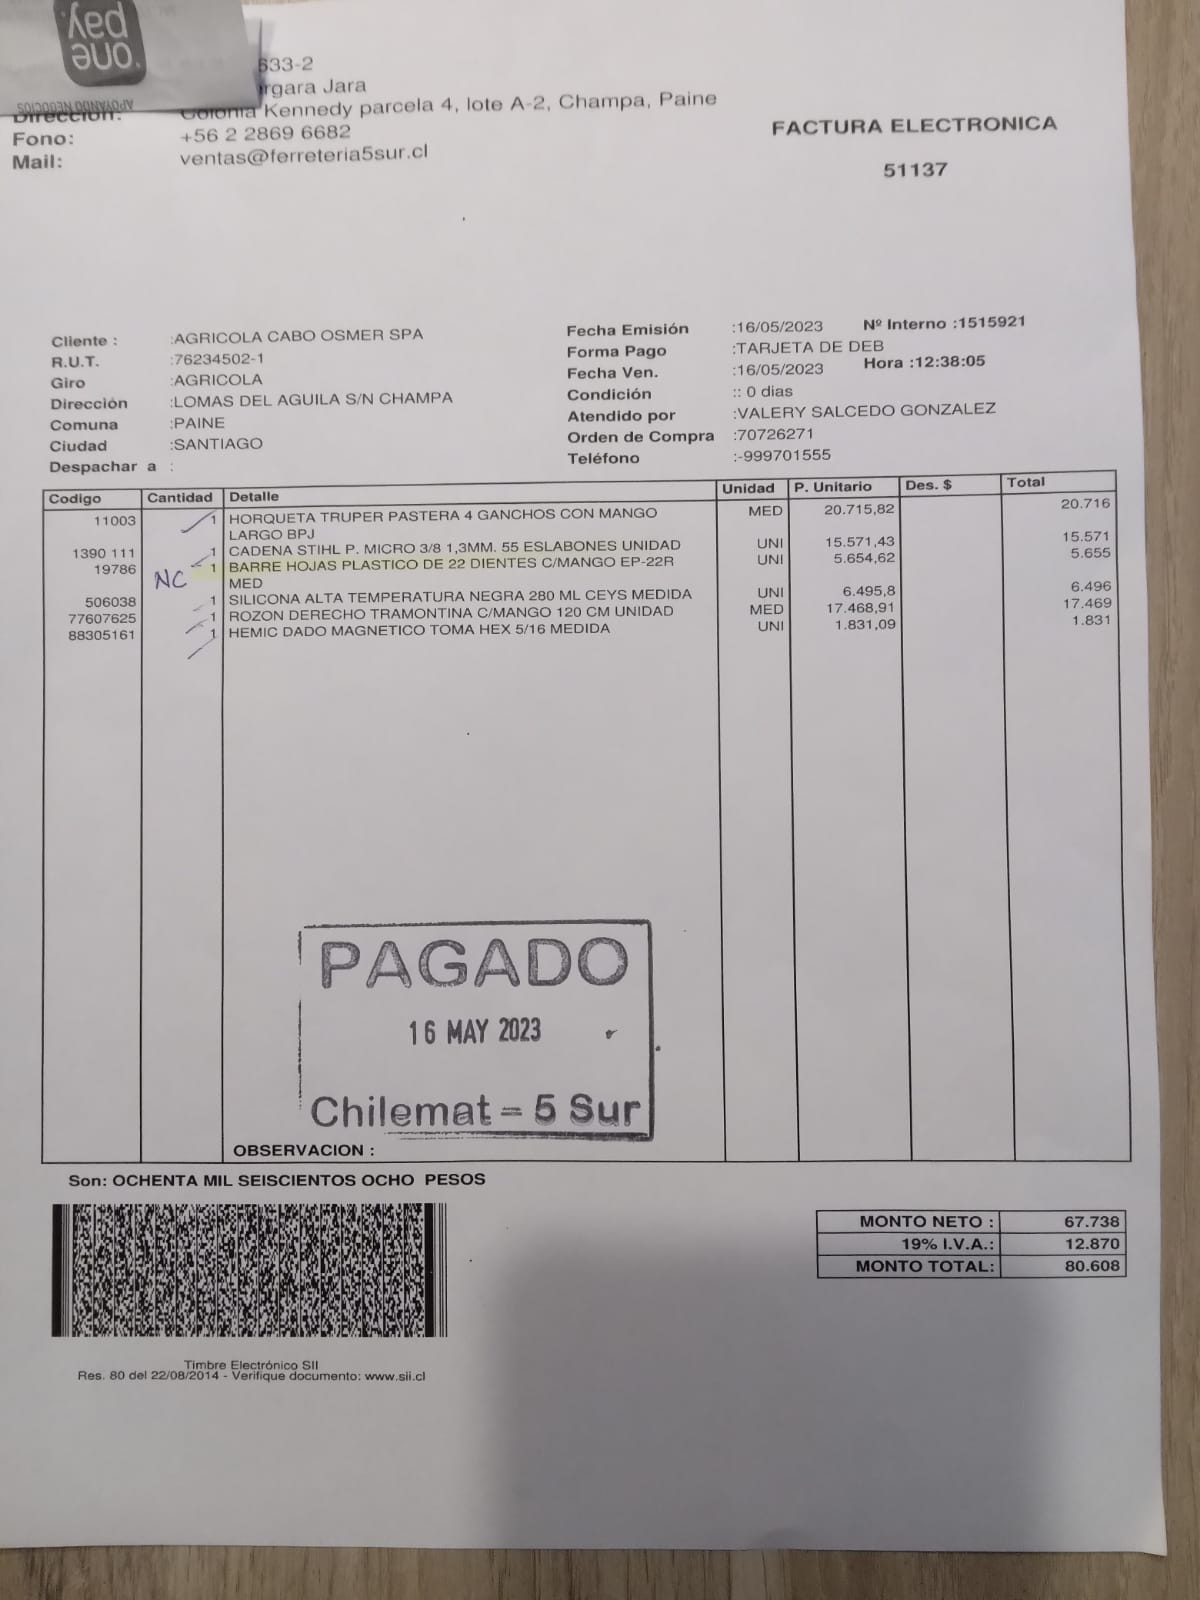 one
pay.
APOYANDO NEGOCIOS
633-2
rgara Jara
Dirección: Colonia Kennedy parcela 4, lote A-2, Champa, Paine
Fono: +56 2 2869 6682
Mail: ventas@ferreteria5sur.cl
FACTURA ELECTRONICA
51137
Cliente : :AGRICOLA CABO OSMER SPA
R.U.T. :76234502-1
Giro :AGRICOLA
Dirección :LOMAS DEL AGUILA S/N CHAMPA
Comuna :PAINE
Ciudad :SANTIAGO
Despachar a :
Fecha Emisión :16/05/2023 Nº Interno :1515921
Forma Pago :TARJETA DE DEB
Fecha Ven. :16/05/2023 Hora :12:38:05
Condición :: 0 dias
Atendido por :VALERY SALCEDO GONZALEZ
Orden de Compra :70726271
Teléfono :-999701555
Codigo Cantidad Detalle Unidad P. Unitario Des. $ Total
11003 1 HORQUETA TRUPER PASTERA 4 GANCHOS CON MANGO MED 20.715,82 20.716
LARGO BPJ
1390 111 1 CADENA STIHL P. MICRO 3/8 1,3MM. 55 ESLABONES UNIDAD UNI 15.571,43 15.571
19786 1 BARRE HOJAS PLASTICO DE 22 DIENTES C/MANGO EP-22R UNI 5.654,62 5.655
NC MED
506038 1 SILICONA ALTA TEMPERATURA NEGRA 280 ML CEYS MEDIDA UNI 6.495,8 6.496
77607625 1 ROZON DERECHO TRAMONTINA C/MANGO 120 CM UNIDAD MED 17.468,91 17.469
88305161 1 HEMIC DADO MAGNETICO TOMA HEX 5/16 MEDIDA UNI 1.831,09 1.831
PAGADO
16 MAY 2023
Chilemat = 5 Sur
OBSERVACION :
Son: OCHENTA MIL SEISCIENTOS OCHO PESOS
MONTO NETO : 67.738
19% I.V.A.: 12.870
MONTO TOTAL: 80.608
Timbre Electrónico SII
Res. 80 del 22/08/2014 - Verifique documento: www.sii.cl